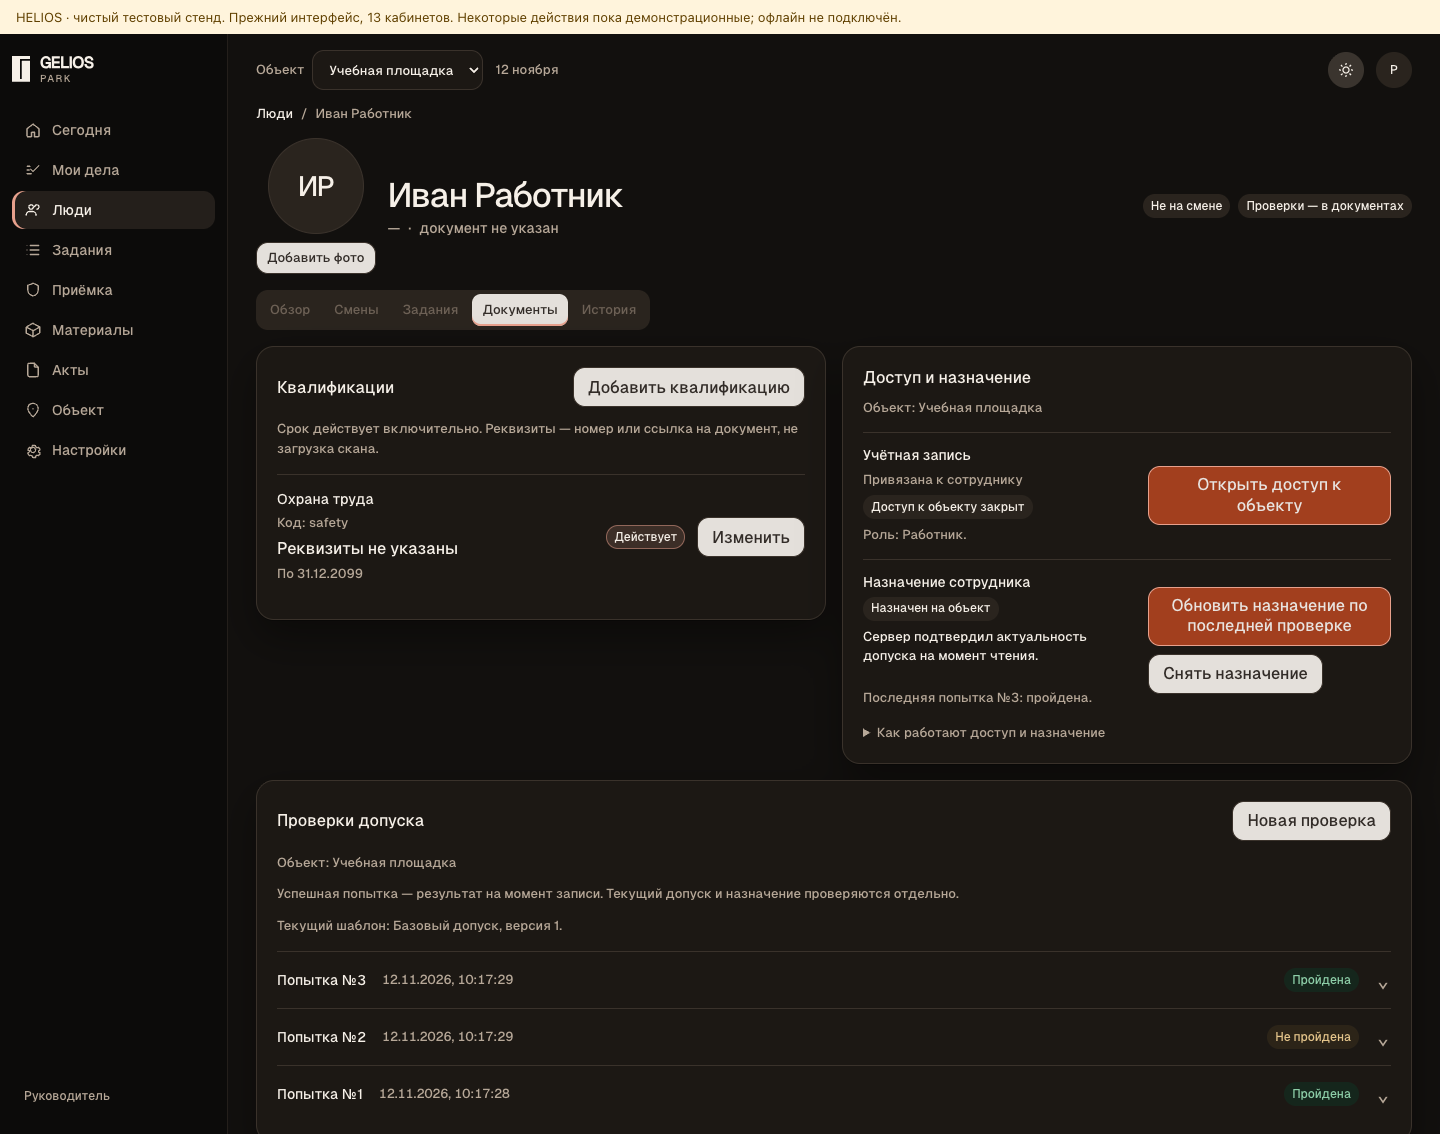 HELIOS · чистый тестовый стенд. Прежний интерфейс, 13 кабинетов. Некоторые действия пока демонстрационные; офлайн не подключён.
GELIOS
PARK
Сегодня
Мои дела
Люди
Задания
Приёмка
Материалы
Акты
Объект
Настройки
Руководитель
Объект
Учебная площадка
12 ноября
Р
Люди / Иван Работник
ИР
Иван Работник
— · документ не указан
Не на смене
Проверки — в документах
Добавить фото
Обзор
Смены
Задания
Документы
История
Квалификации
Добавить квалификацию
Срок действует включительно. Реквизиты — номер или ссылка на документ, не
загрузка скана.
Охрана труда
Код: safety
Реквизиты не указаны
По 31.12.2099
Действует
Изменить
Доступ и назначение
Объект: Учебная площадка
Учётная запись
Привязана к сотруднику
Доступ к объекту закрыт
Роль: Работник.
Открыть доступ к
объекту
Назначение сотрудника
Назначен на объект
Сервер подтвердил актуальность
допуска на момент чтения.
Последняя попытка №3: пройдена.
Обновить назначение по
последней проверке
Снять назначение
Как работают доступ и назначение
Проверки допуска
Новая проверка
Объект: Учебная площадка
Успешная попытка — результат на момент записи. Текущий допуск и назначение проверяются отдельно.
Текущий шаблон: Базовый допуск, версия 1.
Попытка №3 12.11.2026, 10:17:29 Пройдена
Попытка №2 12.11.2026, 10:17:29 Не пройдена
Попытка №1 12.11.2026, 10:17:28 Пройдена